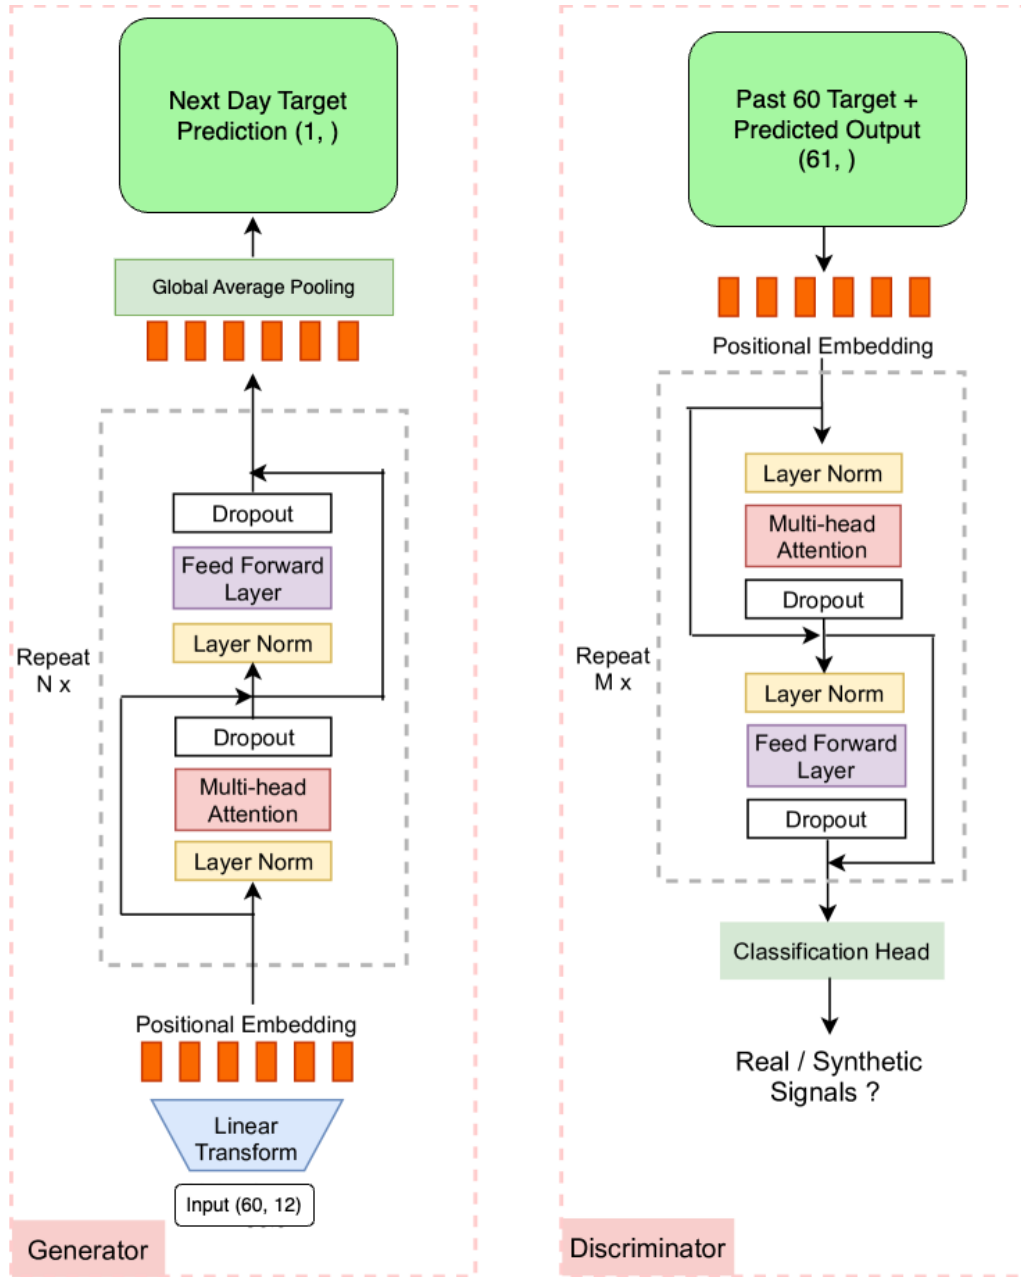 Next Day Target
Prediction (1, )
Global Average Pooling
Dropout
Feed Forward
Layer
Layer Norm
Repeat
N x
Dropout
Multi-head
Attention
Layer Norm
Positional Embedding
Linear
Transform
Input (60, 12)
Generator
Past 60 Target +
Predicted Output
(61, )
Positional Embedding
Layer Norm
Multi-head
Attention
Dropout
Repeat
M x
Layer Norm
Feed Forward
Layer
Dropout
Classification Head
Real / Synthetic
Signals ?
Discriminator